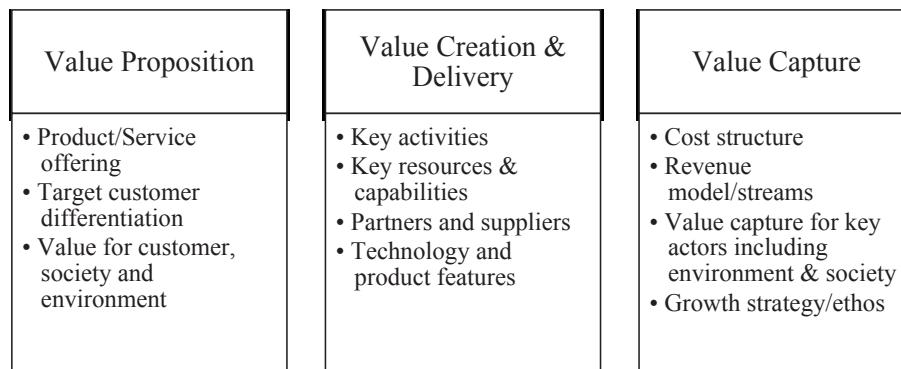 Value Proposition
• Product/Service
offering
• Target customer
differentiation
• Value for customer,
society and
environment
Value Creation &
Delivery
• Key activities
• Key resources &
capabilities
• Partners and suppliers
• Technology and
product features
Value Capture
• Cost structure
• Revenue
model/streams
• Value capture for key
actors including
environment & society
• Growth strategy/ethos